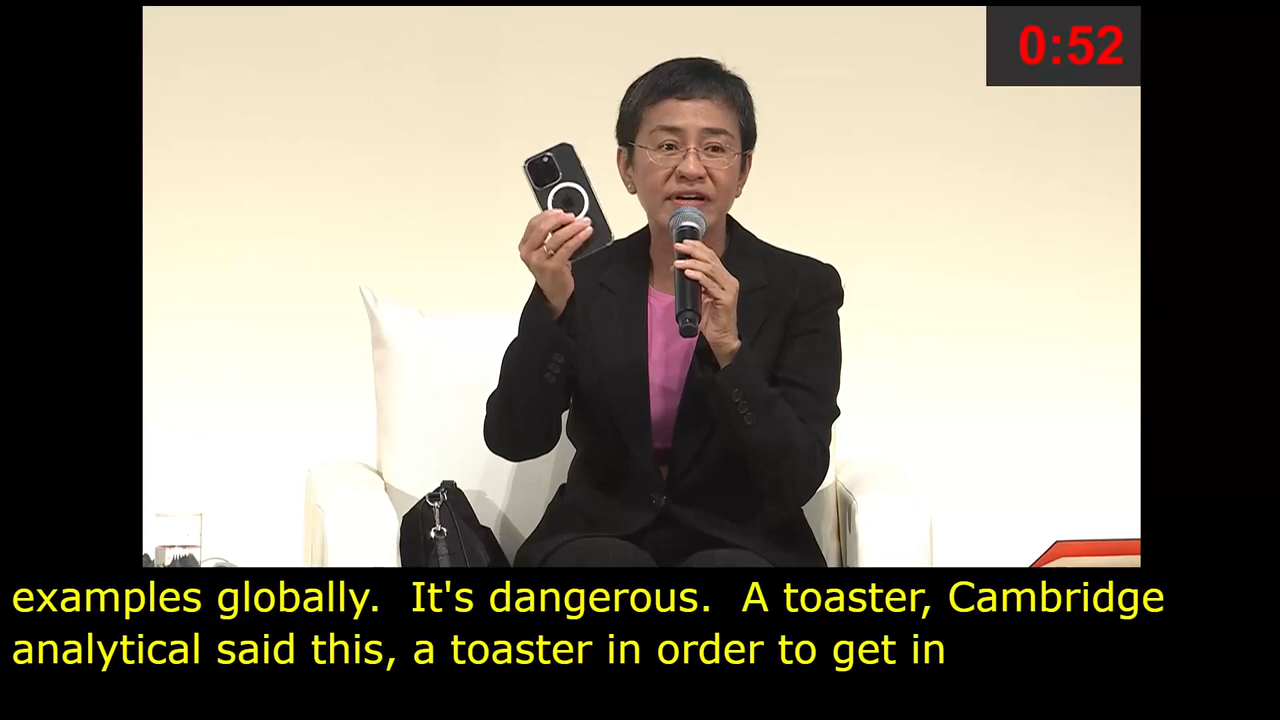 0:52
examples globally.  It's dangerous.  A toaster, Cambridge
analytical said this, a toaster in order to get in